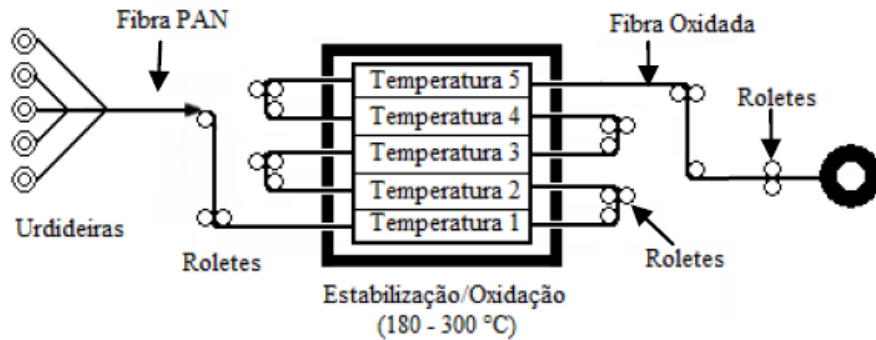 Fibra PAN
Fibra Oxidada
Temperatura 5
Temperatura 4
Temperatura 3
Temperatura 2
Temperatura 1
Roletes
Urdideiras
Roletes
Roletes
Estabilização/Oxidação
(180 - 300 °C)